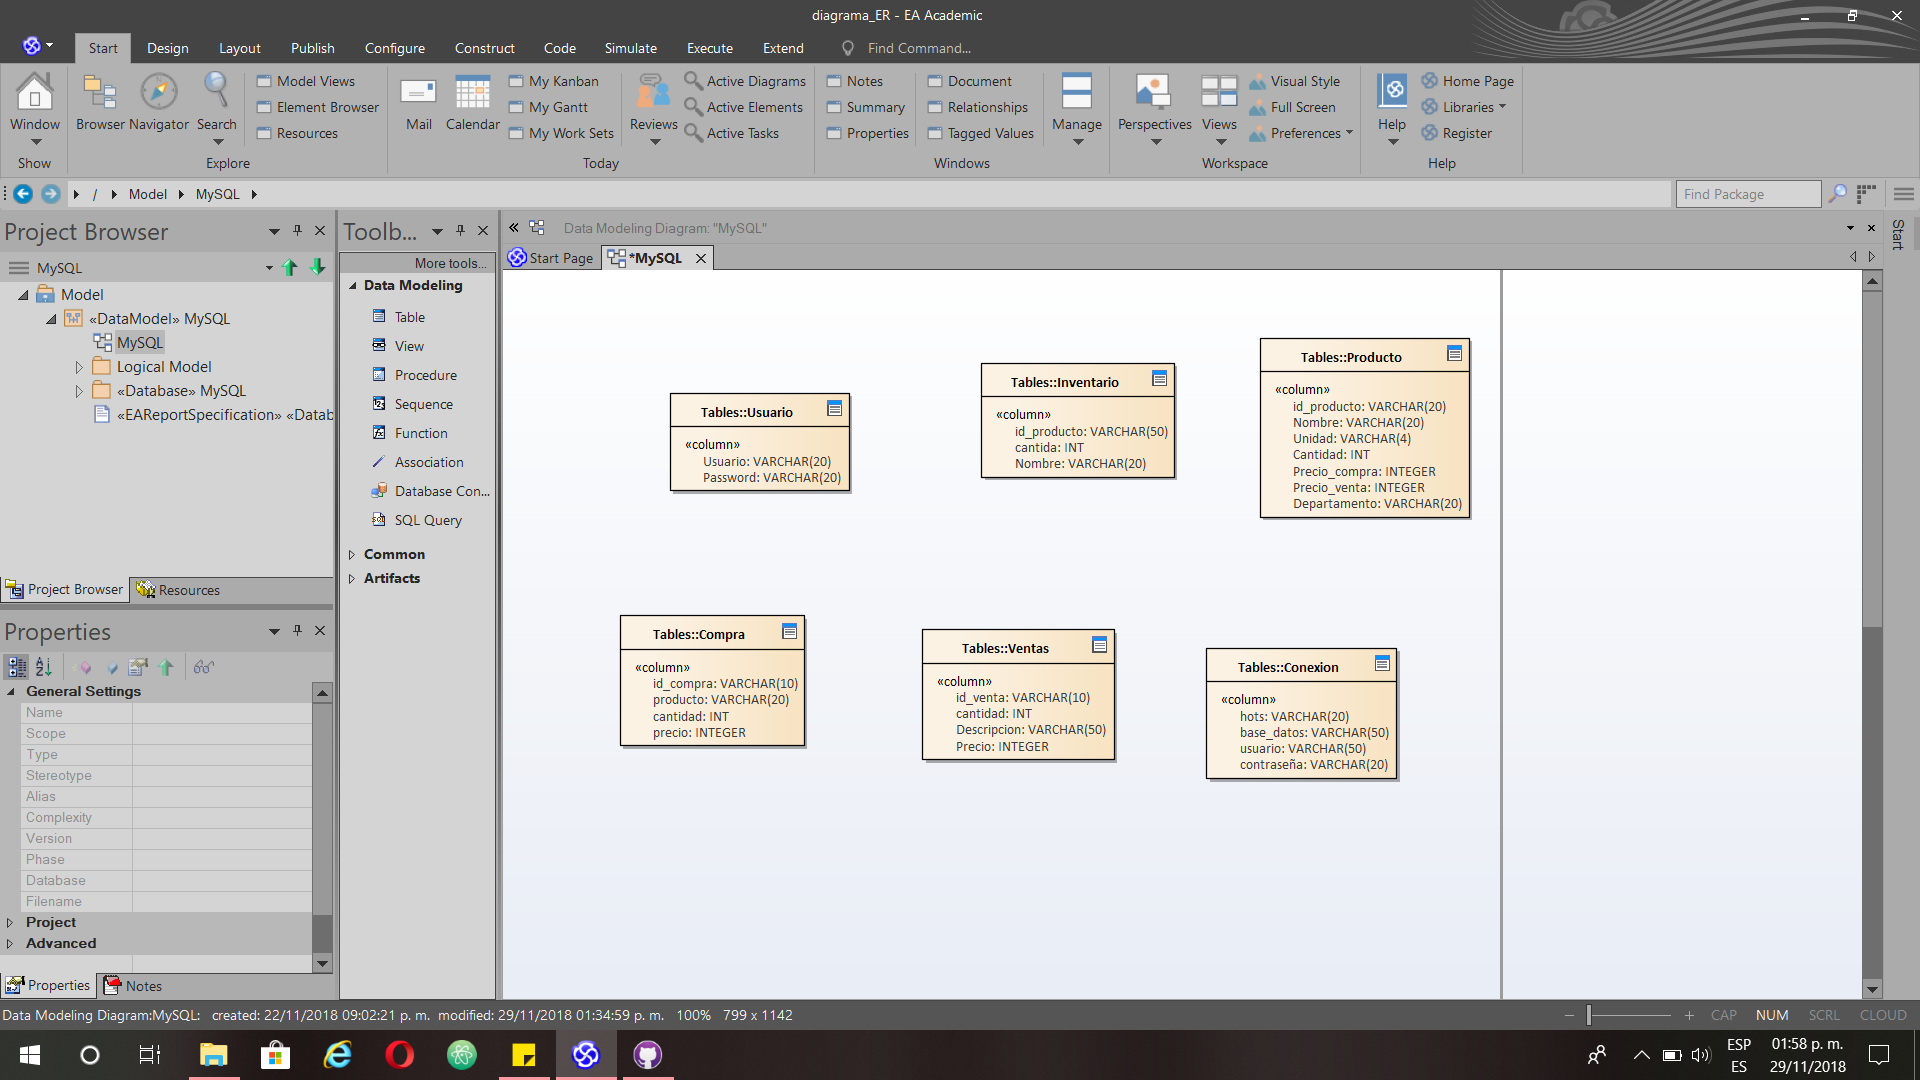 diagrama_ER - EA Academic
Start Design Layout Publish Configure Construct Code Simulate Execute Extend Find Command...
Window
Show
Browser Navigator Search
Model Views
Element Browser
Resources
Explore
Mail Calendar
My Kanban
My Gantt
My Work Sets
Reviews
Active Diagrams
Active Elements
Active Tasks
Today
Notes
Summary
Properties
Document
Relationships
Tagged Values
Windows
Manage
Perspectives Views
Visual Style
Full Screen
Preferences
Workspace
Help
Home Page
Libraries
Register
Help
/ Model MySQL
Find Package
Project Browser
MySQL
Model
«DataModel» MySQL
MySQL
Logical Model
«Database» MySQL
«EAReportSpecification» «Datab
Project Browser Resources
Properties
General Settings
Name
Scope
Type
Stereotype
Alias
Complexity
Version
Phase
Database
Filename
Project
Advanced
Properties Notes
Toolb...
More tools...
Data Modeling
Table
View
Procedure
Sequence
Function
Association
Database Con...
SQL Query
Common
Artifacts
Data Modeling Diagram: "MySQL"
Start Page *MySQL
Start
Tables::Usuario
«column»
Usuario: VARCHAR(20)
Password: VARCHAR(20)
Tables::Inventario
«column»
id_producto: VARCHAR(50)
cantida: INT
Nombre: VARCHAR(20)
Tables::Producto
«column»
id_producto: VARCHAR(20)
Nombre: VARCHAR(20)
Unidad: VARCHAR(4)
Cantidad: INT
Precio_compra: INTEGER
Precio_venta: INTEGER
Departamento: VARCHAR(20)
Tables::Compra
«column»
id_compra: VARCHAR(10)
producto: VARCHAR(20)
cantidad: INT
precio: INTEGER
Tables::Ventas
«column»
id_venta: VARCHAR(10)
cantidad: INT
Descripcion: VARCHAR(50)
Precio: INTEGER
Tables::Conexion
«column»
hots: VARCHAR(20)
base_datos: VARCHAR(50)
usuario: VARCHAR(50)
contraseña: VARCHAR(20)
Data Modeling Diagram:MySQL: created: 22/11/2018 09:02:21 p. m. modified: 29/11/2018 01:34:59 p. m. 100% 799 x 1142
CAP NUM SCRL CLOUD
ESP
ES
01:58 p. m.
29/11/2018